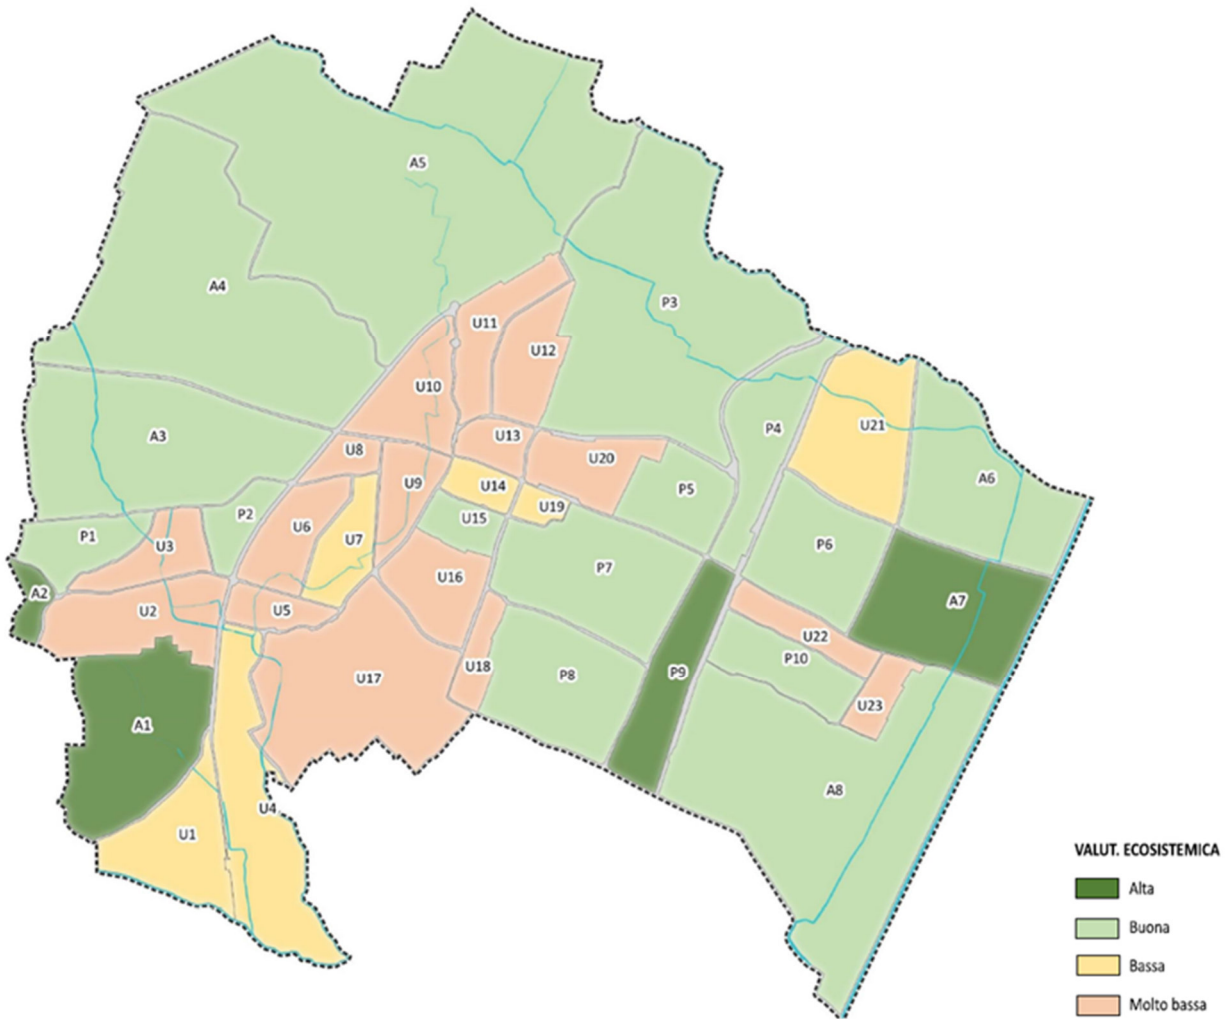 A5
A4
P3
U11
U12
U10
U21
P4
A3
U13
U8
U20
A6
U9
U14
P5
U19
P2
U15
U6
P1
U7
U3
P6
P7
U16
A2
A7
U2
U5
U22
P10
U18
P9
P8
U17
U23
A1
A8
U4
U1
VALUT. ECOSISTEMICA
Alta
Buona
Bassa
Molto bassa